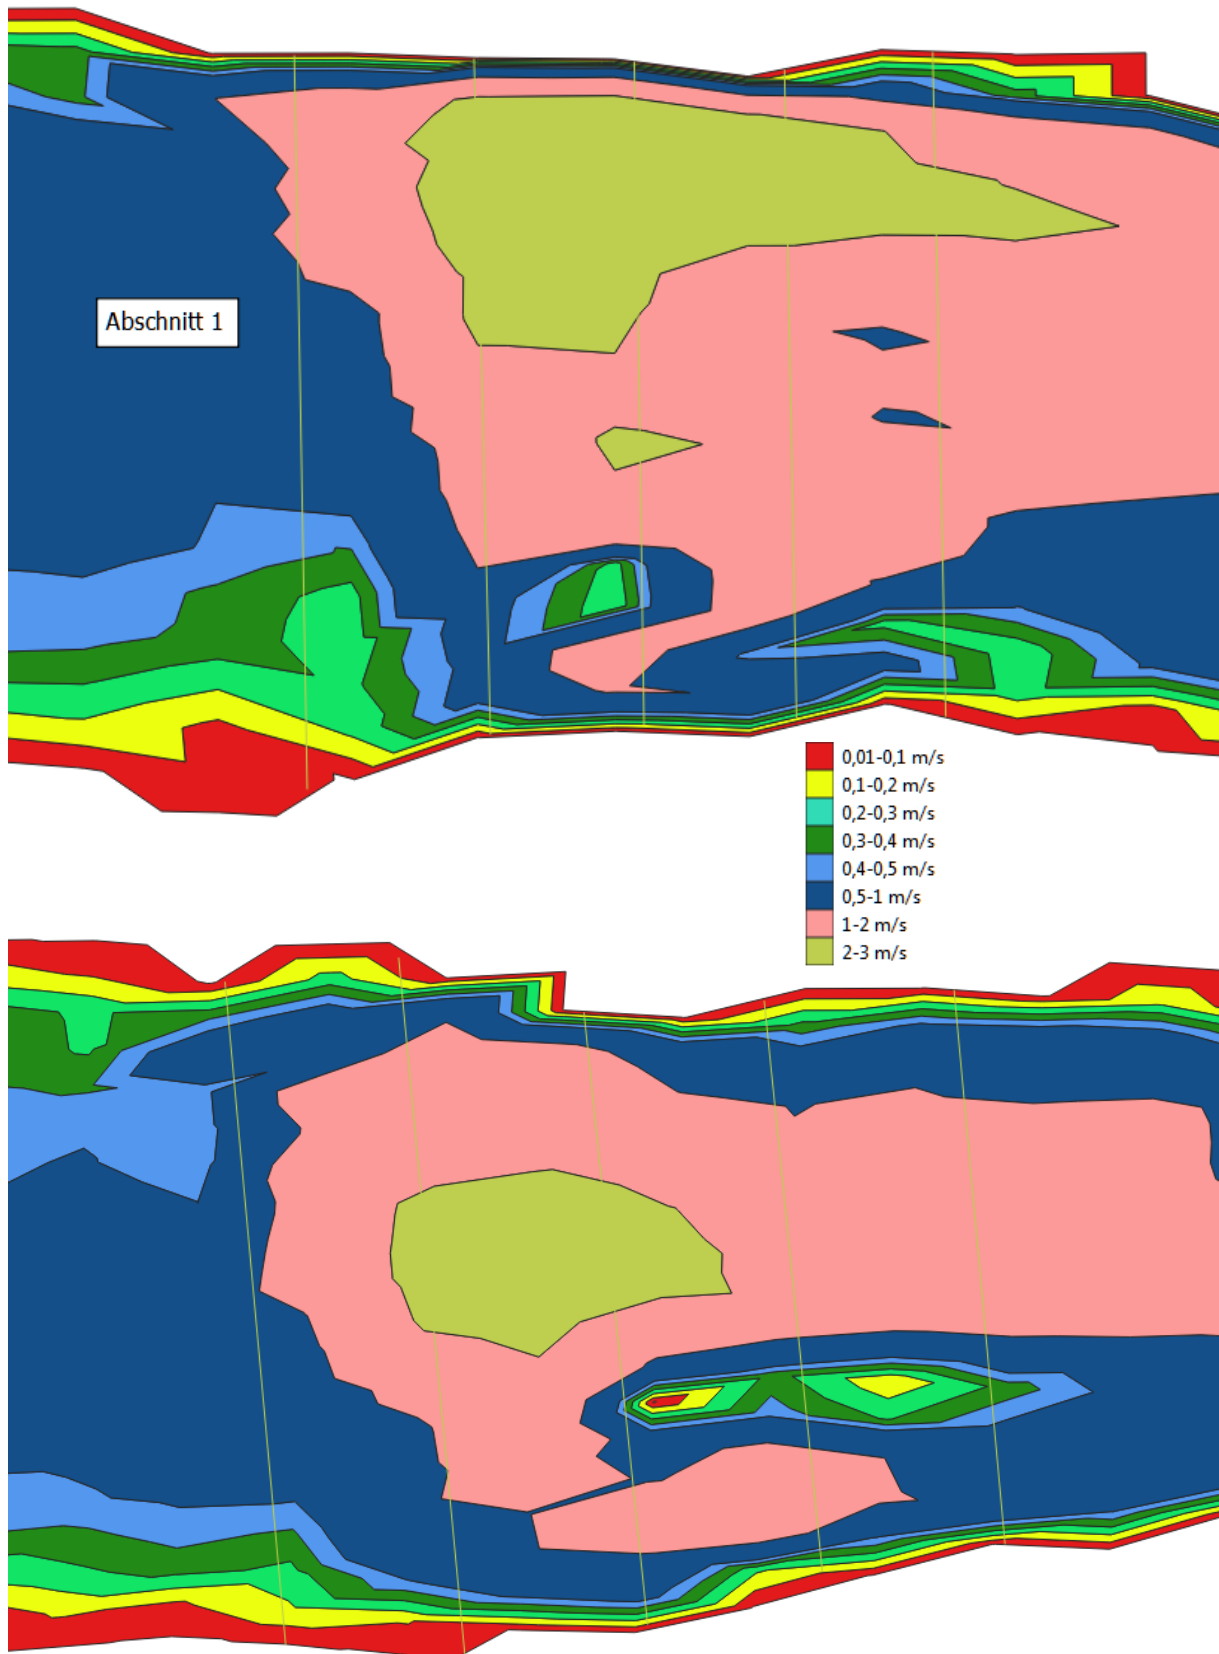 Abschnitt 1
0,01-0,1 m/s
0,1-0,2 m/s
0,2-0,3 m/s
0,3-0,4 m/s
0,4-0,5 m/s
0,5-1 m/s
1-2 m/s
2-3 m/s